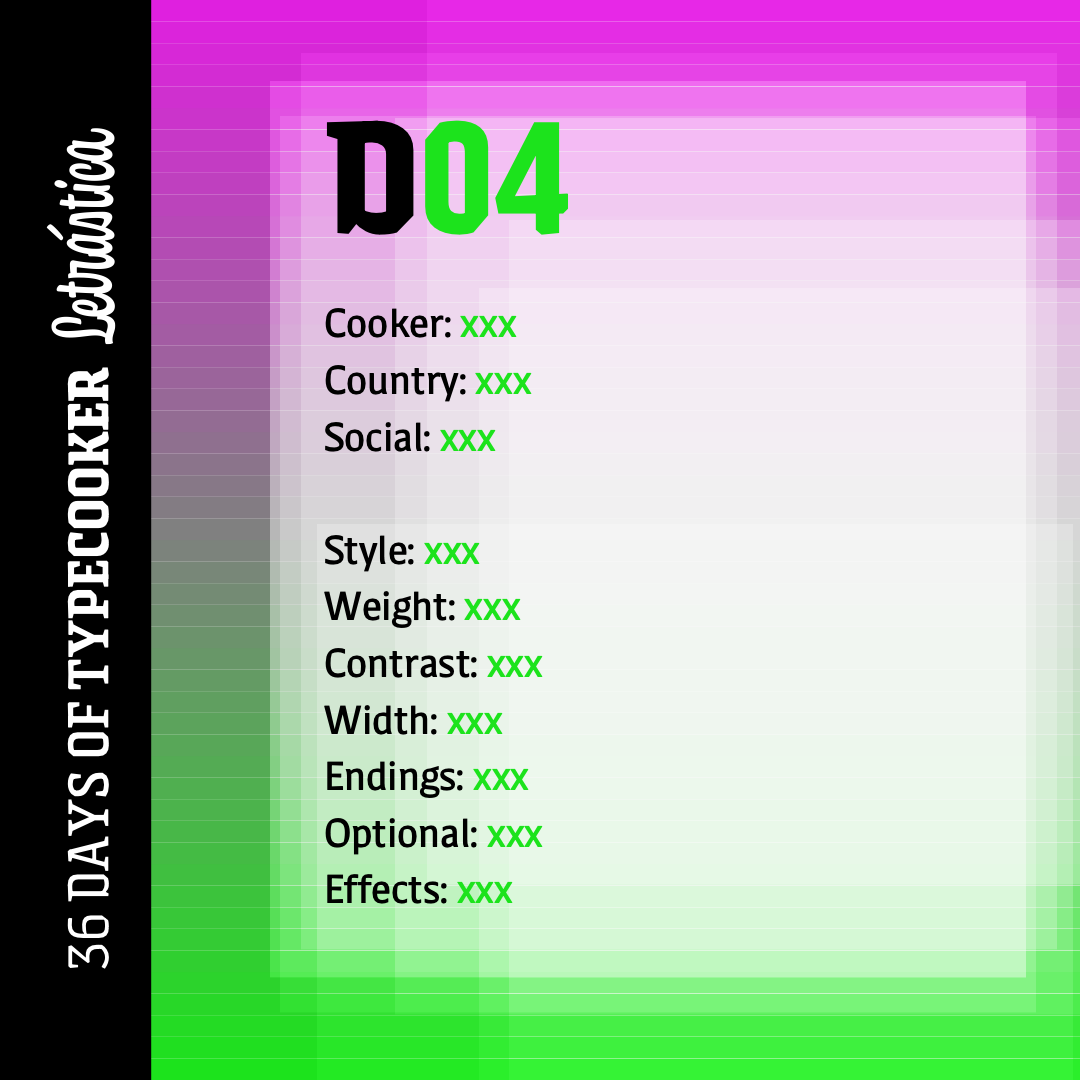 36 DAYS OF TYPECOOKER Letrástica
D04
Cooker: xxx
Country: xxx
Social: xxx
Style: xxx
Weight: xxx
Contrast: xxx
Width: xxx
Endings: xxx
Optional: xxx
Effects: xxx